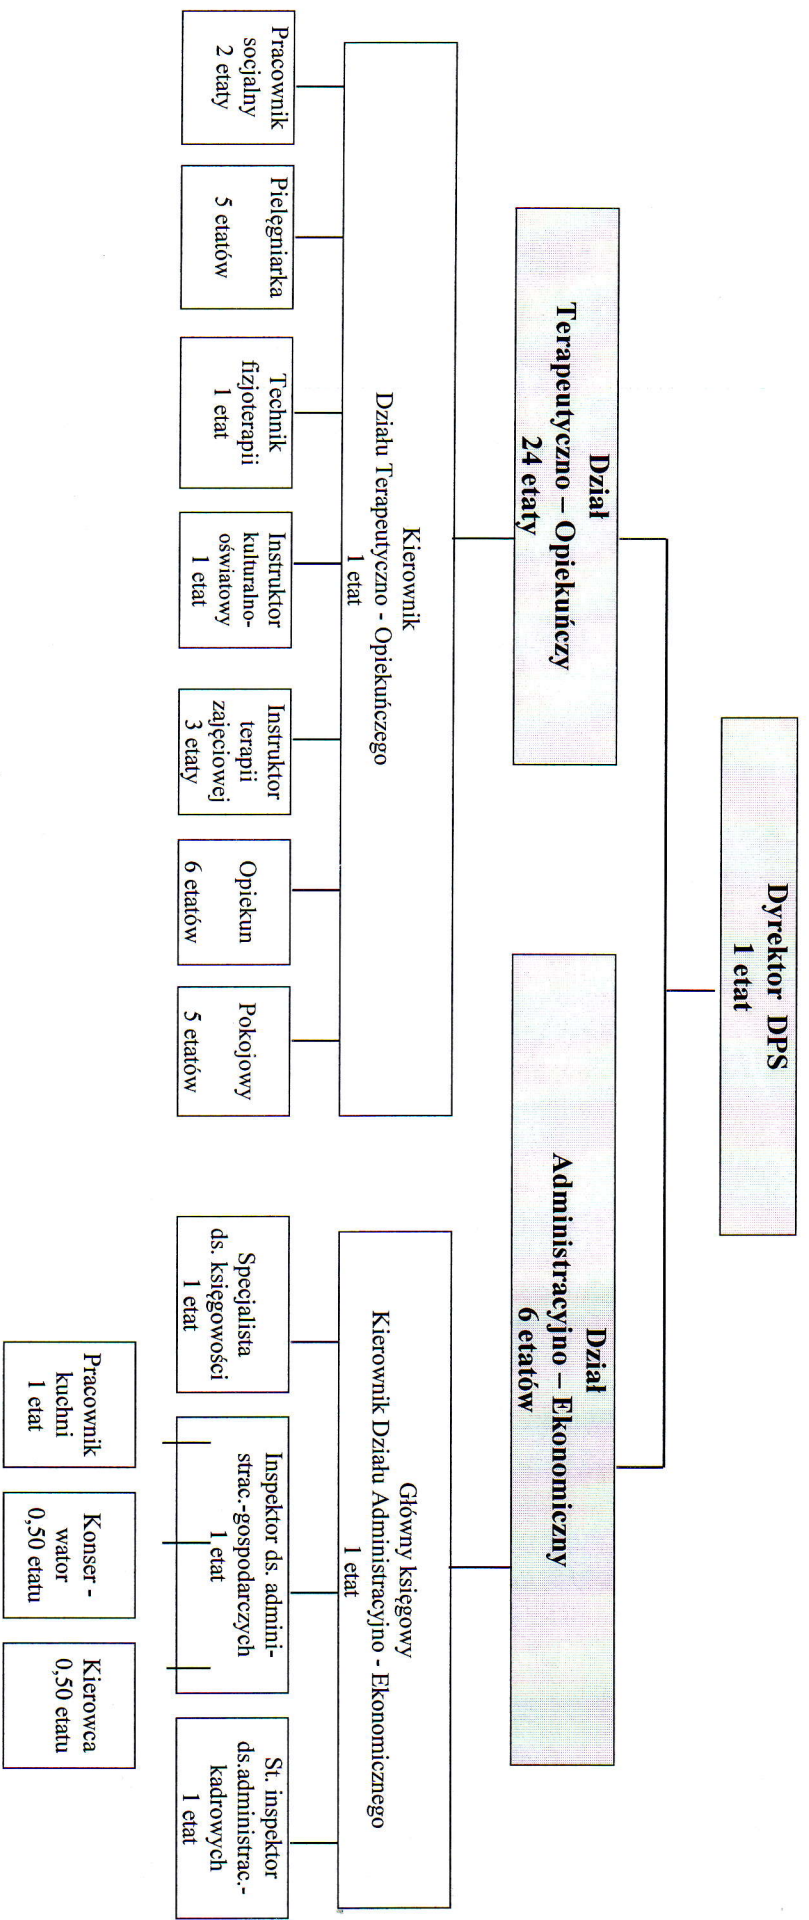 Dyrektor DPS
1 etat
Dział
Terapeutyczno – Opiekuńczy
24 etaty
Dział
Administracyjno – Ekonomiczny
6 etatów
Kierownik
Działu Terapeutyczno - Opiekuńczego
1 etat
Główny księgowy
Kierownik Działu Administracyjno - Ekonomicznego
1 etat
Pracownik
socjalny
2 etaty
Pielęgniarka
5 etatów
Technik
fizjoterapii
1 etat
Instruktor
kulturalno-
oświatowy
1 etat
Instruktor
terapii
zajęciowej
3 etaty
Opiekun
6 etatów
Pokojowy
5 etatów
Specjalista
ds. księgowości
1 etat
Inspektor ds. admini-
strac.-gospodarczych
1 etat
St. inspektor
ds.administrac.-
kadrowych
1 etat
Pracownik
kuchni
1 etat
Konser -
wator
0,50 etatu
Kierowca
0,50 etatu